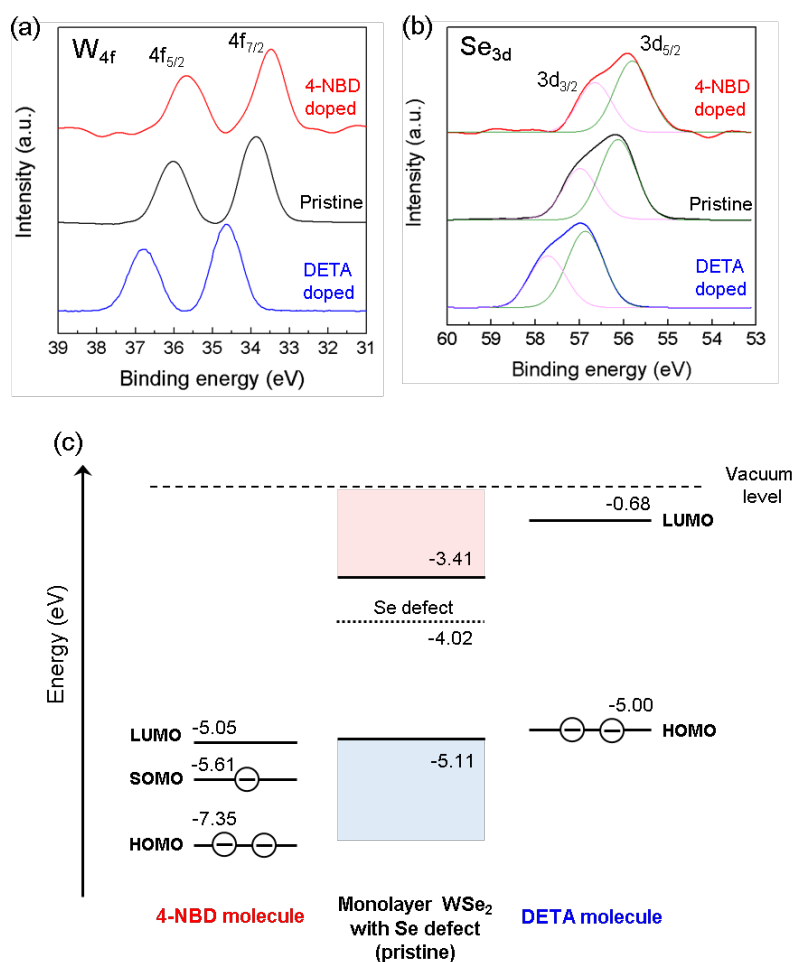 (a)
W4f
4f5/2
4f7/2
4-NBD
doped
Pristine
DETA
doped
Intensity (a.u.)
39 38 37 36 35 34 33 32 31
Binding energy (eV)
(b)
Se3d
3d3/2
3d5/2
4-NBD
doped
Pristine
DETA
doped
Intensity (a.u.)
60 59 58 57 56 55 54 53
Binding energy (eV)
(c)
Energy (eV)
Vacuum
level
-0.68
LUMO
-3.41
Se defect
-4.02
-5.00
HOMO
-5.05
LUMO
-5.61
SOMO
-7.35
HOMO
-5.11
4-NBD molecule
Monolayer WSe2
with Se defect
(pristine)
DETA molecule